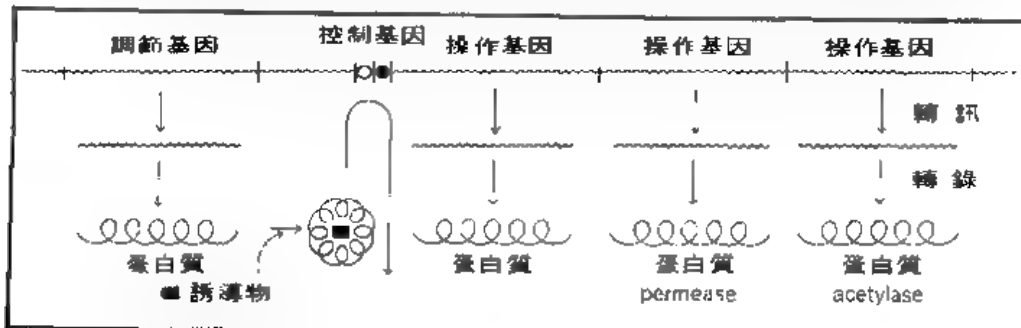 調節基因 控制基因 操作基因 操作基因 操作基因
轉訊
轉錄
蛋白質 蛋白質 蛋白質 蛋白質
誘導物 permease acetylase